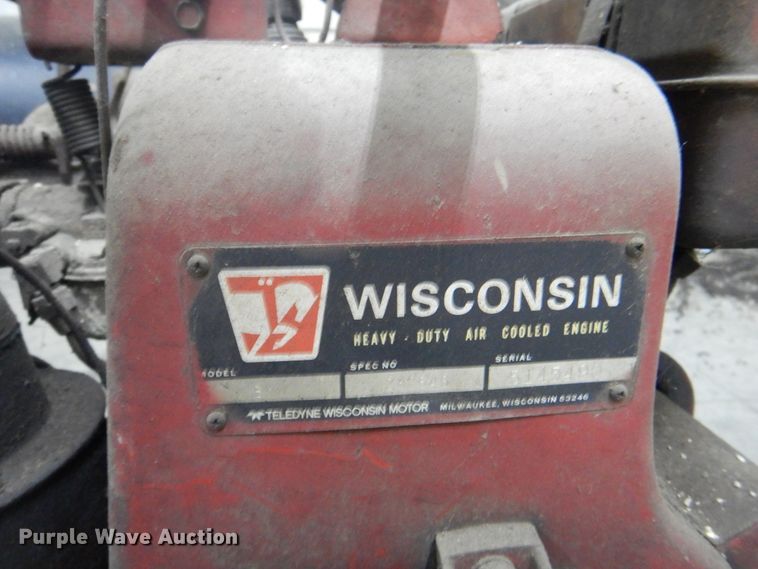 WISCONSIN
HEAVY - DUTY AIR COOLED ENGINE
MODEL SPEC NO SERIAL
TELEDYNE WISCONSIN MOTOR MILWAUKEE, WISCONSIN 53246
Purple Wave Auction